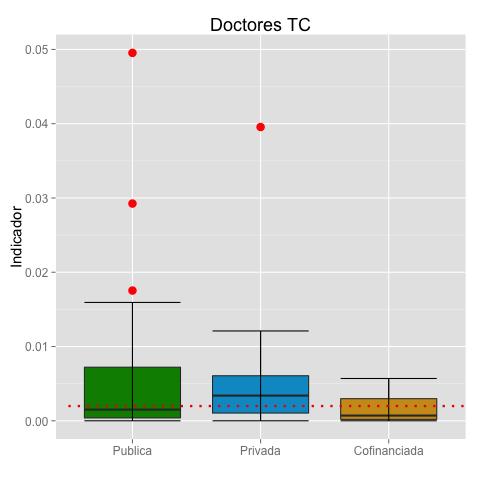 Doctores TC
Indicador
0.05
0.04
0.03
0.02
0.01
0.00
Publica
Privada
Cofinanciada